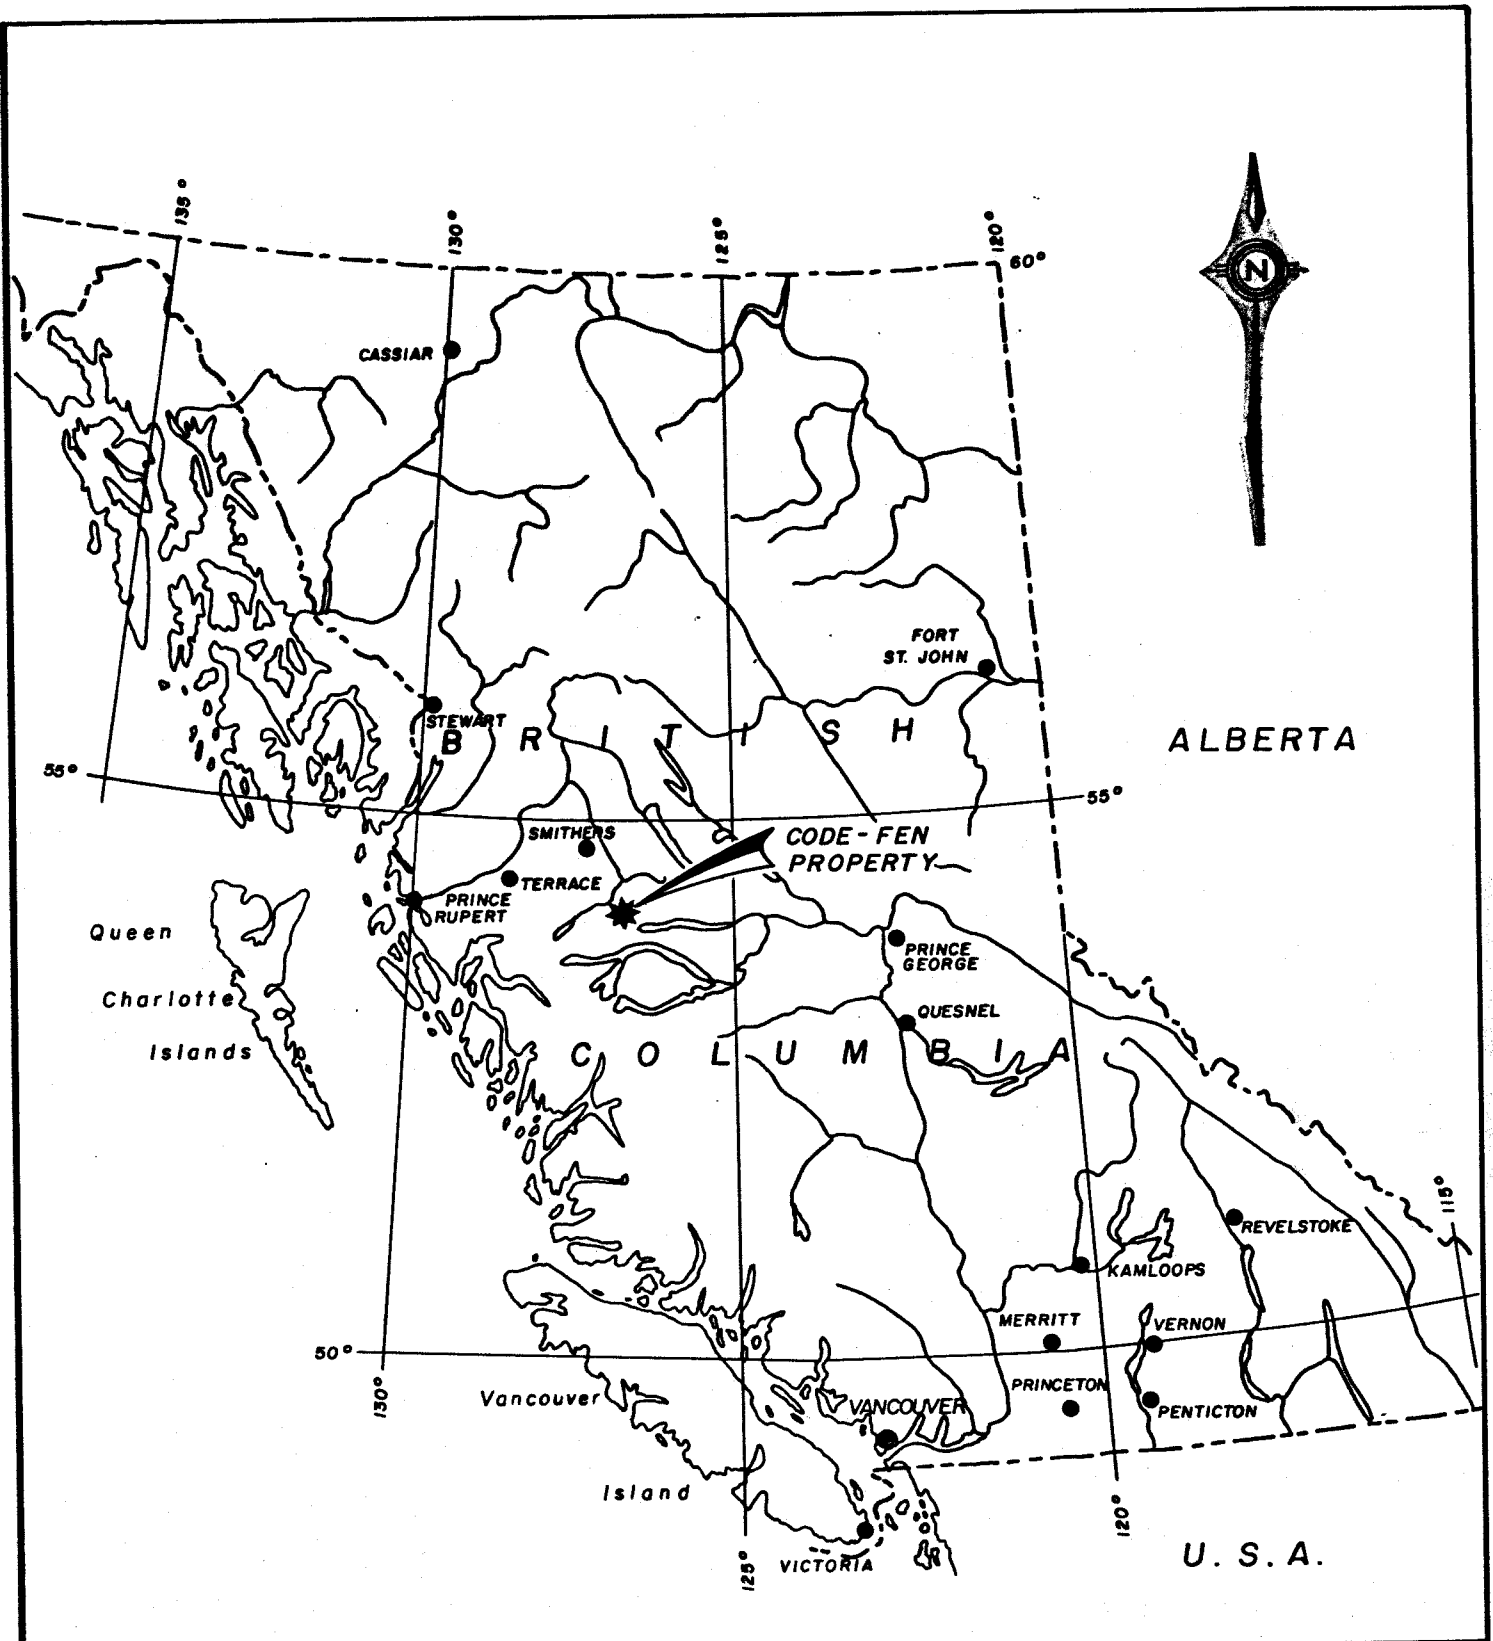 135°
130°
125°
120°
60°
N
CASSIAR
FORT
ST. JOHN
STEWART
BRITISH
ALBERTA
55°
55°
SMITHERS
CODE-FEN
PROPERTY
TERRACE
PRINCE
RUPERT
Queen
Charlotte
Islands
PRINCE
GEORGE
QUESNEL
COLUMBIA
115°
REVELSTOKE
KAMLOOPS
MERRITT
VERNON
50°
130°
Vancouver
Island
PRINCETON
VANCOUVER
PENTICTON
120°
125°
VICTORIA
U.S.A.